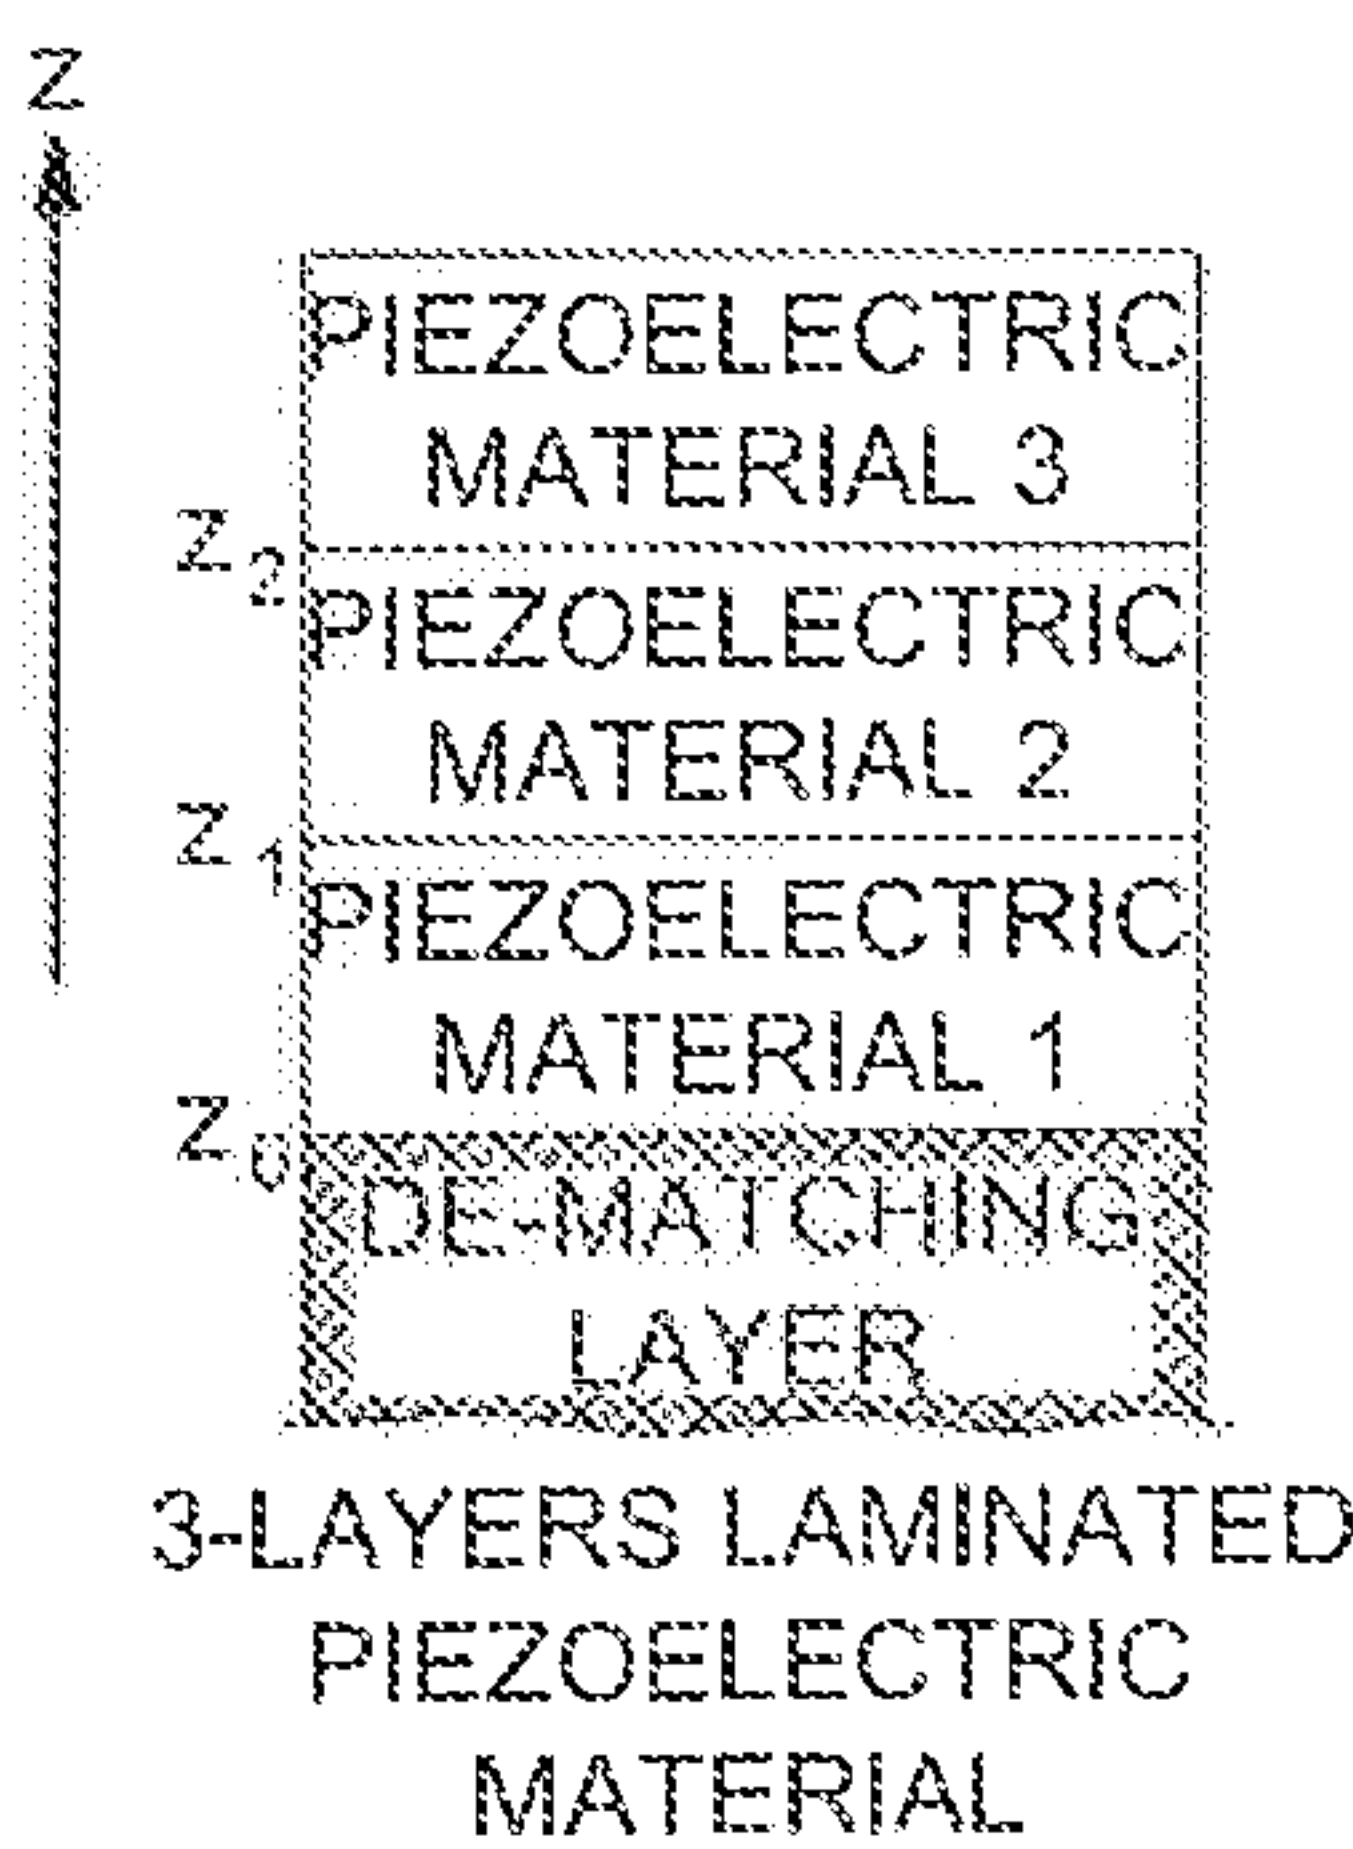 Z
PIEZOELECTRIC
MATERIAL 3
Z2
PIEZOELECTRIC
MATERIAL 2
Z1
PIEZOELECTRIC
MATERIAL 1
Z0
DE-MATCHING
LAYER
3-LAYERS LAMINATED
PIEZOELECTRIC
MATERIAL